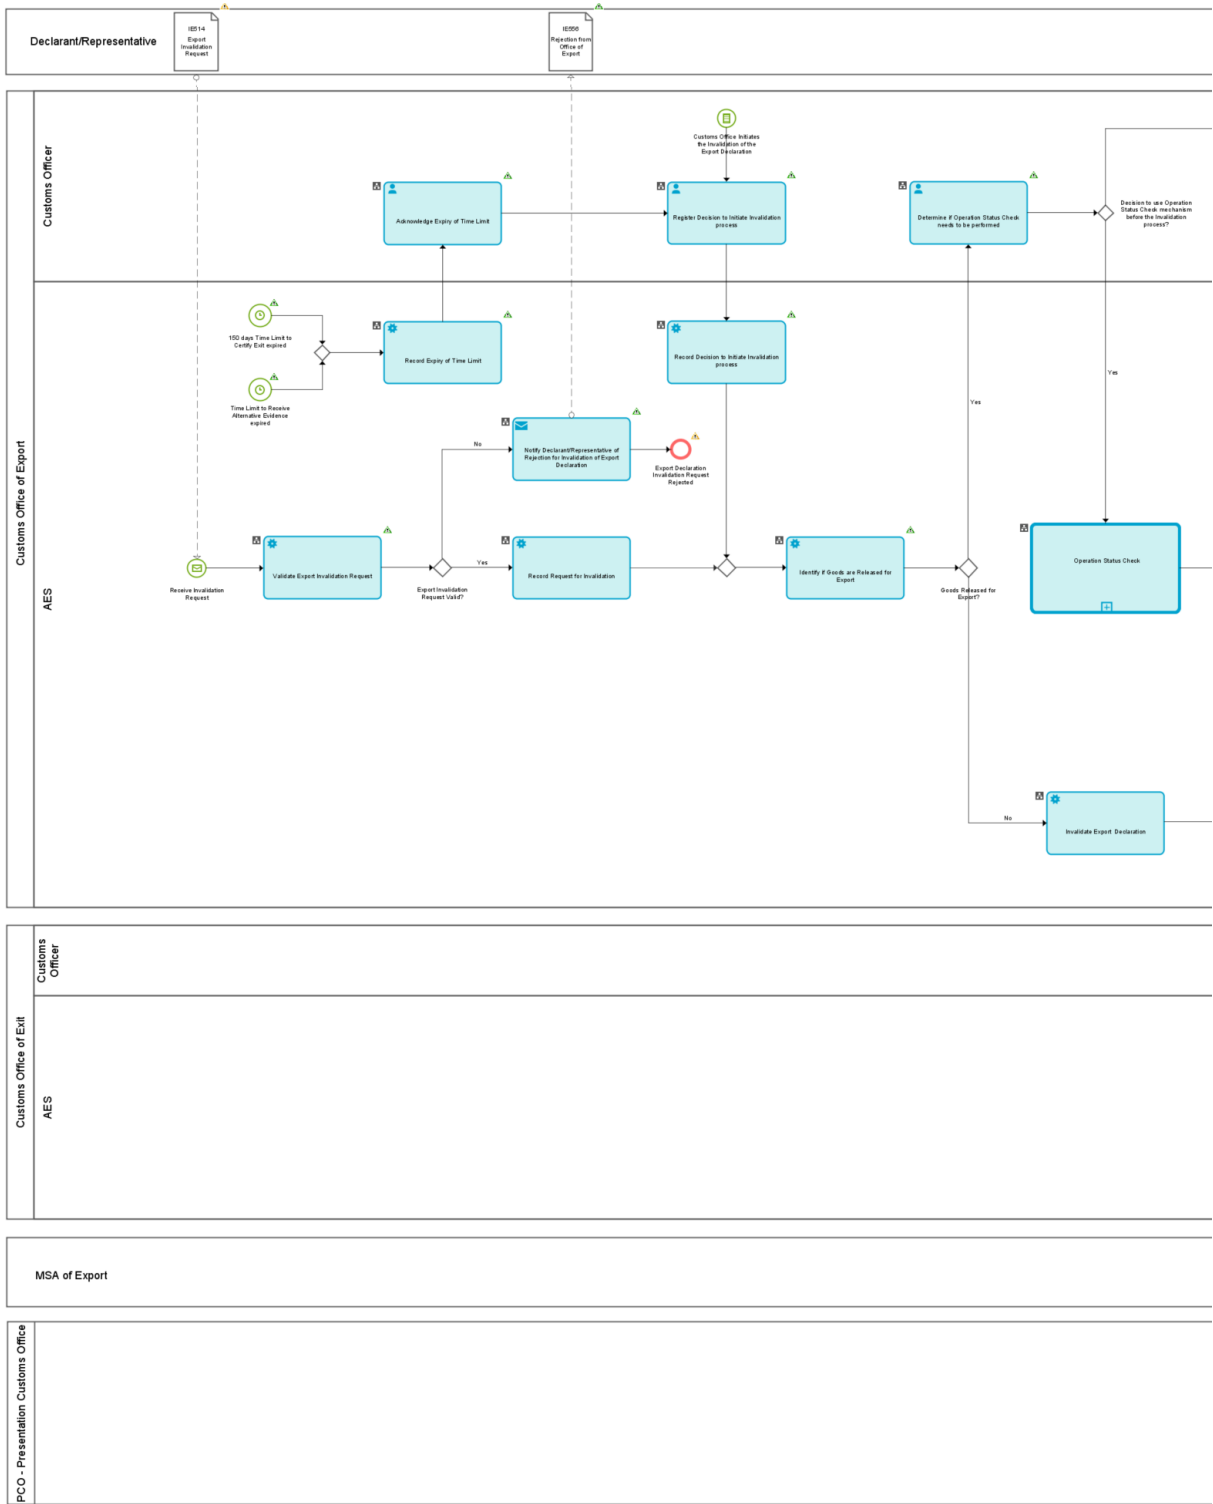 Declarant/Representative
IE514
Export
Invalidation
Request
IE556
Rejection from
Office of
Export
Customs Office of Export
Customs Officer
Customs Office Initiates
the Invalidation of the
Export Declaration
Acknowledge Expiry of Time Limit
Register Decision to Initiate Invalidation
process
Determine if Operation Status Check
needs to be performed
Decision to use Operation
Status Check mechanism
before the Invalidation
process?
AES
150 days Time Limit to
Certify Exit expired
Record Expiry of Time Limit
Record Decision to Initiate Invalidation
process
Time Limit to Receive
Alternative Evidence
expired
Yes
Yes
No
Notify Declarant/Representative of
Rejection for Invalidation of Export
Declaration
Export Declaration
Invalidation Request
Rejected
Receive Invalidation
Request
Validate Export Invalidation Request
Export Invalidation
Request Valid?
Yes
Record Request for Invalidation
Identify if Goods are Released for
Export
Goods Released for
Export?
Operation Status Check
No
Invalidate Export Declaration
Customs Office of Exit
Customs
Officer
AES
MSA of Export
PCO - Presentation Customs Office